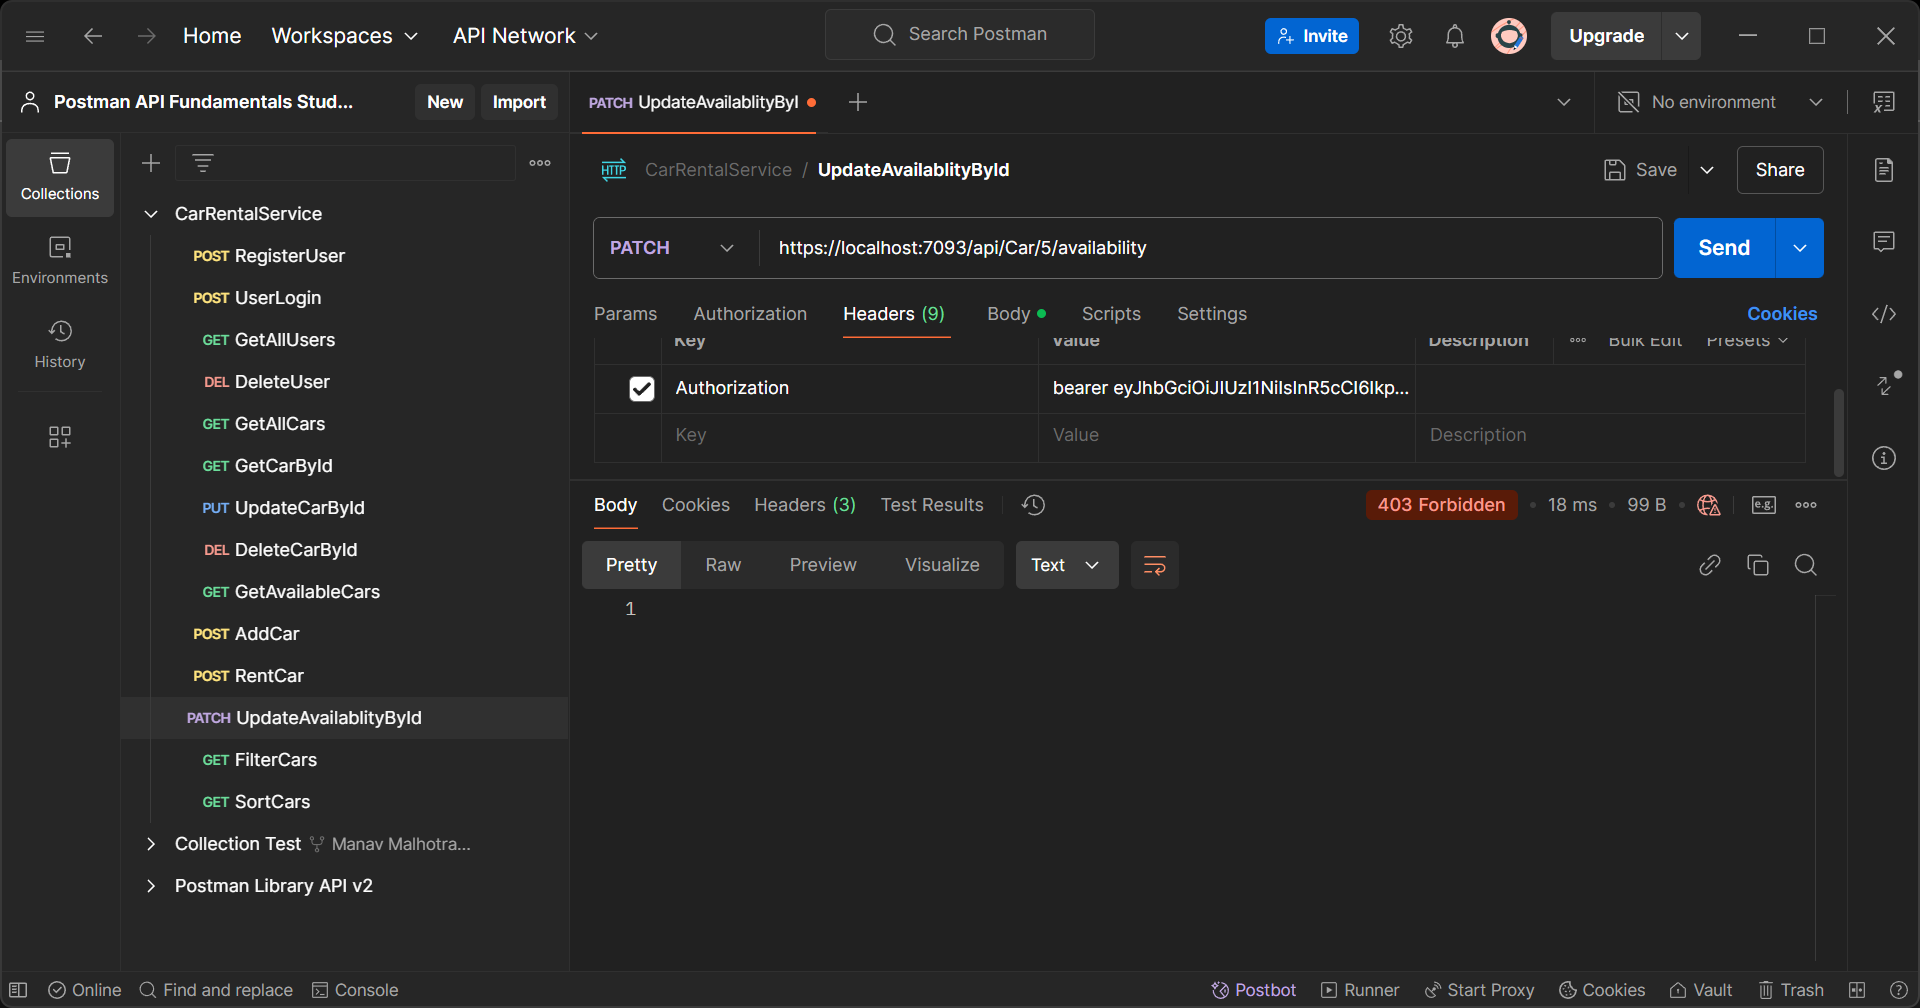 Home Workspaces API Network Search Postman Invite Upgrade
Postman API Fundamentals Stud... New Import PATCH UpdateAvailablityByI No environment
Collections
Environments
History
CarRentalService
POST RegisterUser
POST UserLogin
GET GetAllUsers
DEL DeleteUser
GET GetAllCars
GET GetCarById
PUT UpdateCarById
DEL DeleteCarById
GET GetAvailableCars
POST AddCar
POST RentCar
PATCH UpdateAvailablityById
GET FilterCars
GET SortCars
Collection Test Manav Malhotra...
Postman Library API v2
HTTP CarRentalService / UpdateAvailablityById Save Share
PATCH https://localhost:7093/api/Car/5/availability Send
Params Authorization Headers (9) Body Scripts Settings Cookies
Key Value Description Bulk Edit Presets
Authorization bearer eyJhbGciOiJIUzI1NiIsInR5cCI6Ikp...
Key Value Description
Body Cookies Headers (3) Test Results 403 Forbidden 18 ms 99 B e.g.
Pretty Raw Preview Visualize Text
1
Online Find and replace Console Postbot Runner Start Proxy Cookies Vault Trash